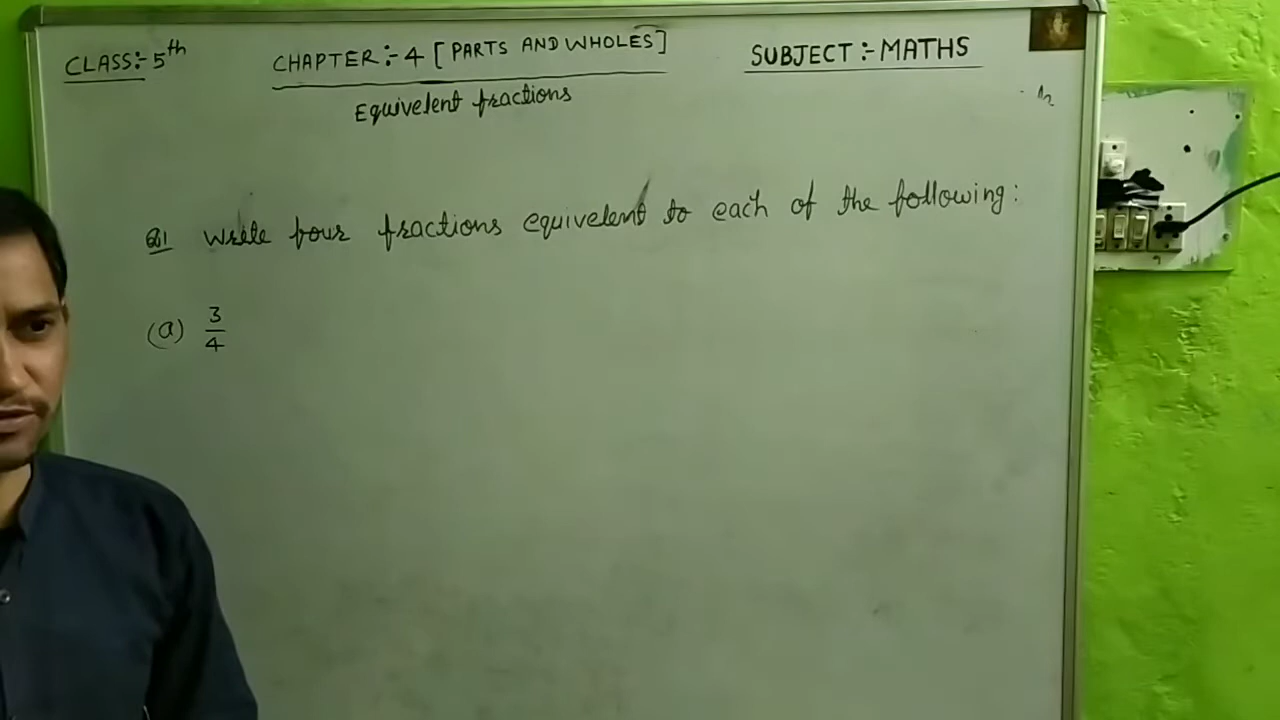 CLASS:- 5th
CHAPTER:- 4 [PARTS AND WHOLES]
SUBJECT:- MATHS
Equivelent fractions
Q1 Write four fractions equivelent to each of the following:
(a) 3/4